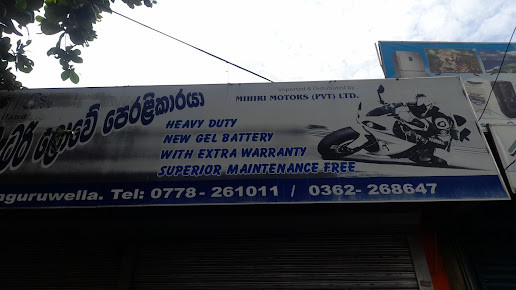 Imported & Distributed by
MIHIRI MOTORS (PVT) LTD.
ලොවේ පෙරළිකාරයා
HEAVY DUTY
NEW GEL BATTERY
WITH EXTRA WARRANTY
SUPERIOR MAINTENANCE FREE
nguruwella. Tel: 0778- 261011 / 0362- 268647